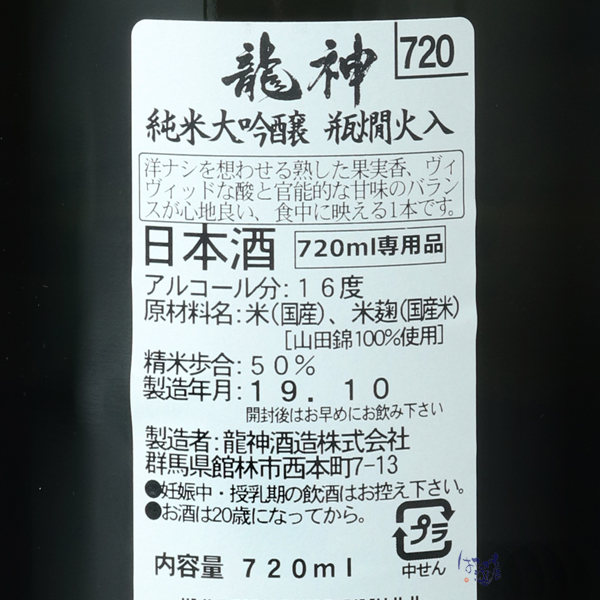 龍神 720
純米大吟醸 瓶燗火入
洋ナシを想わせる熟した果実香、ヴィ
ヴィッドな酸と官能的な甘味のバラン
スが心地良い、食中に映える1本です。
日本酒 720ml専用品
アルコール分:16度
原材料名:米(国産)、米麹(国産米)
[山田錦100%使用]
精米歩合:50%
製造年月:19.10
開封後はお早めにお飲み下さい
製造者:龍神酒造株式会社
群馬県館林市西本町7-13
●妊娠中・授乳期の飲酒はお控え下さい。
●お酒は20歳になってから。
プラ
中せん
内容量 720ml